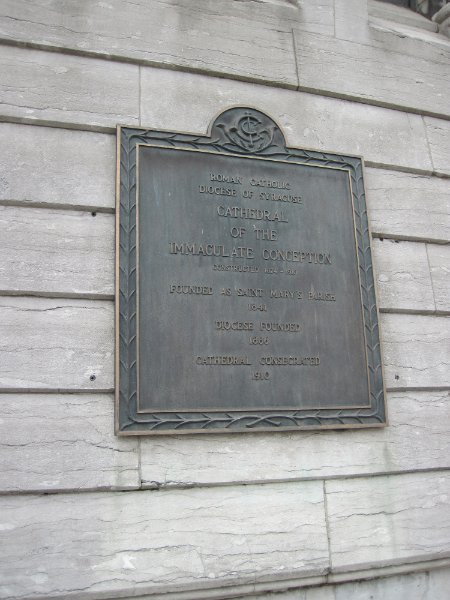 ROMAN CATHOLIC
DIOCESE OF SYRACUSE
CATHEDRAL
OF THE
IMMACULATE CONCEPTION
CONSTRUCTION
FOUNDED AS SAINT MARY'S PARISH
1841
DIOCESE FOUNDED
1886
CATHEDRAL CONSECRATED
1910